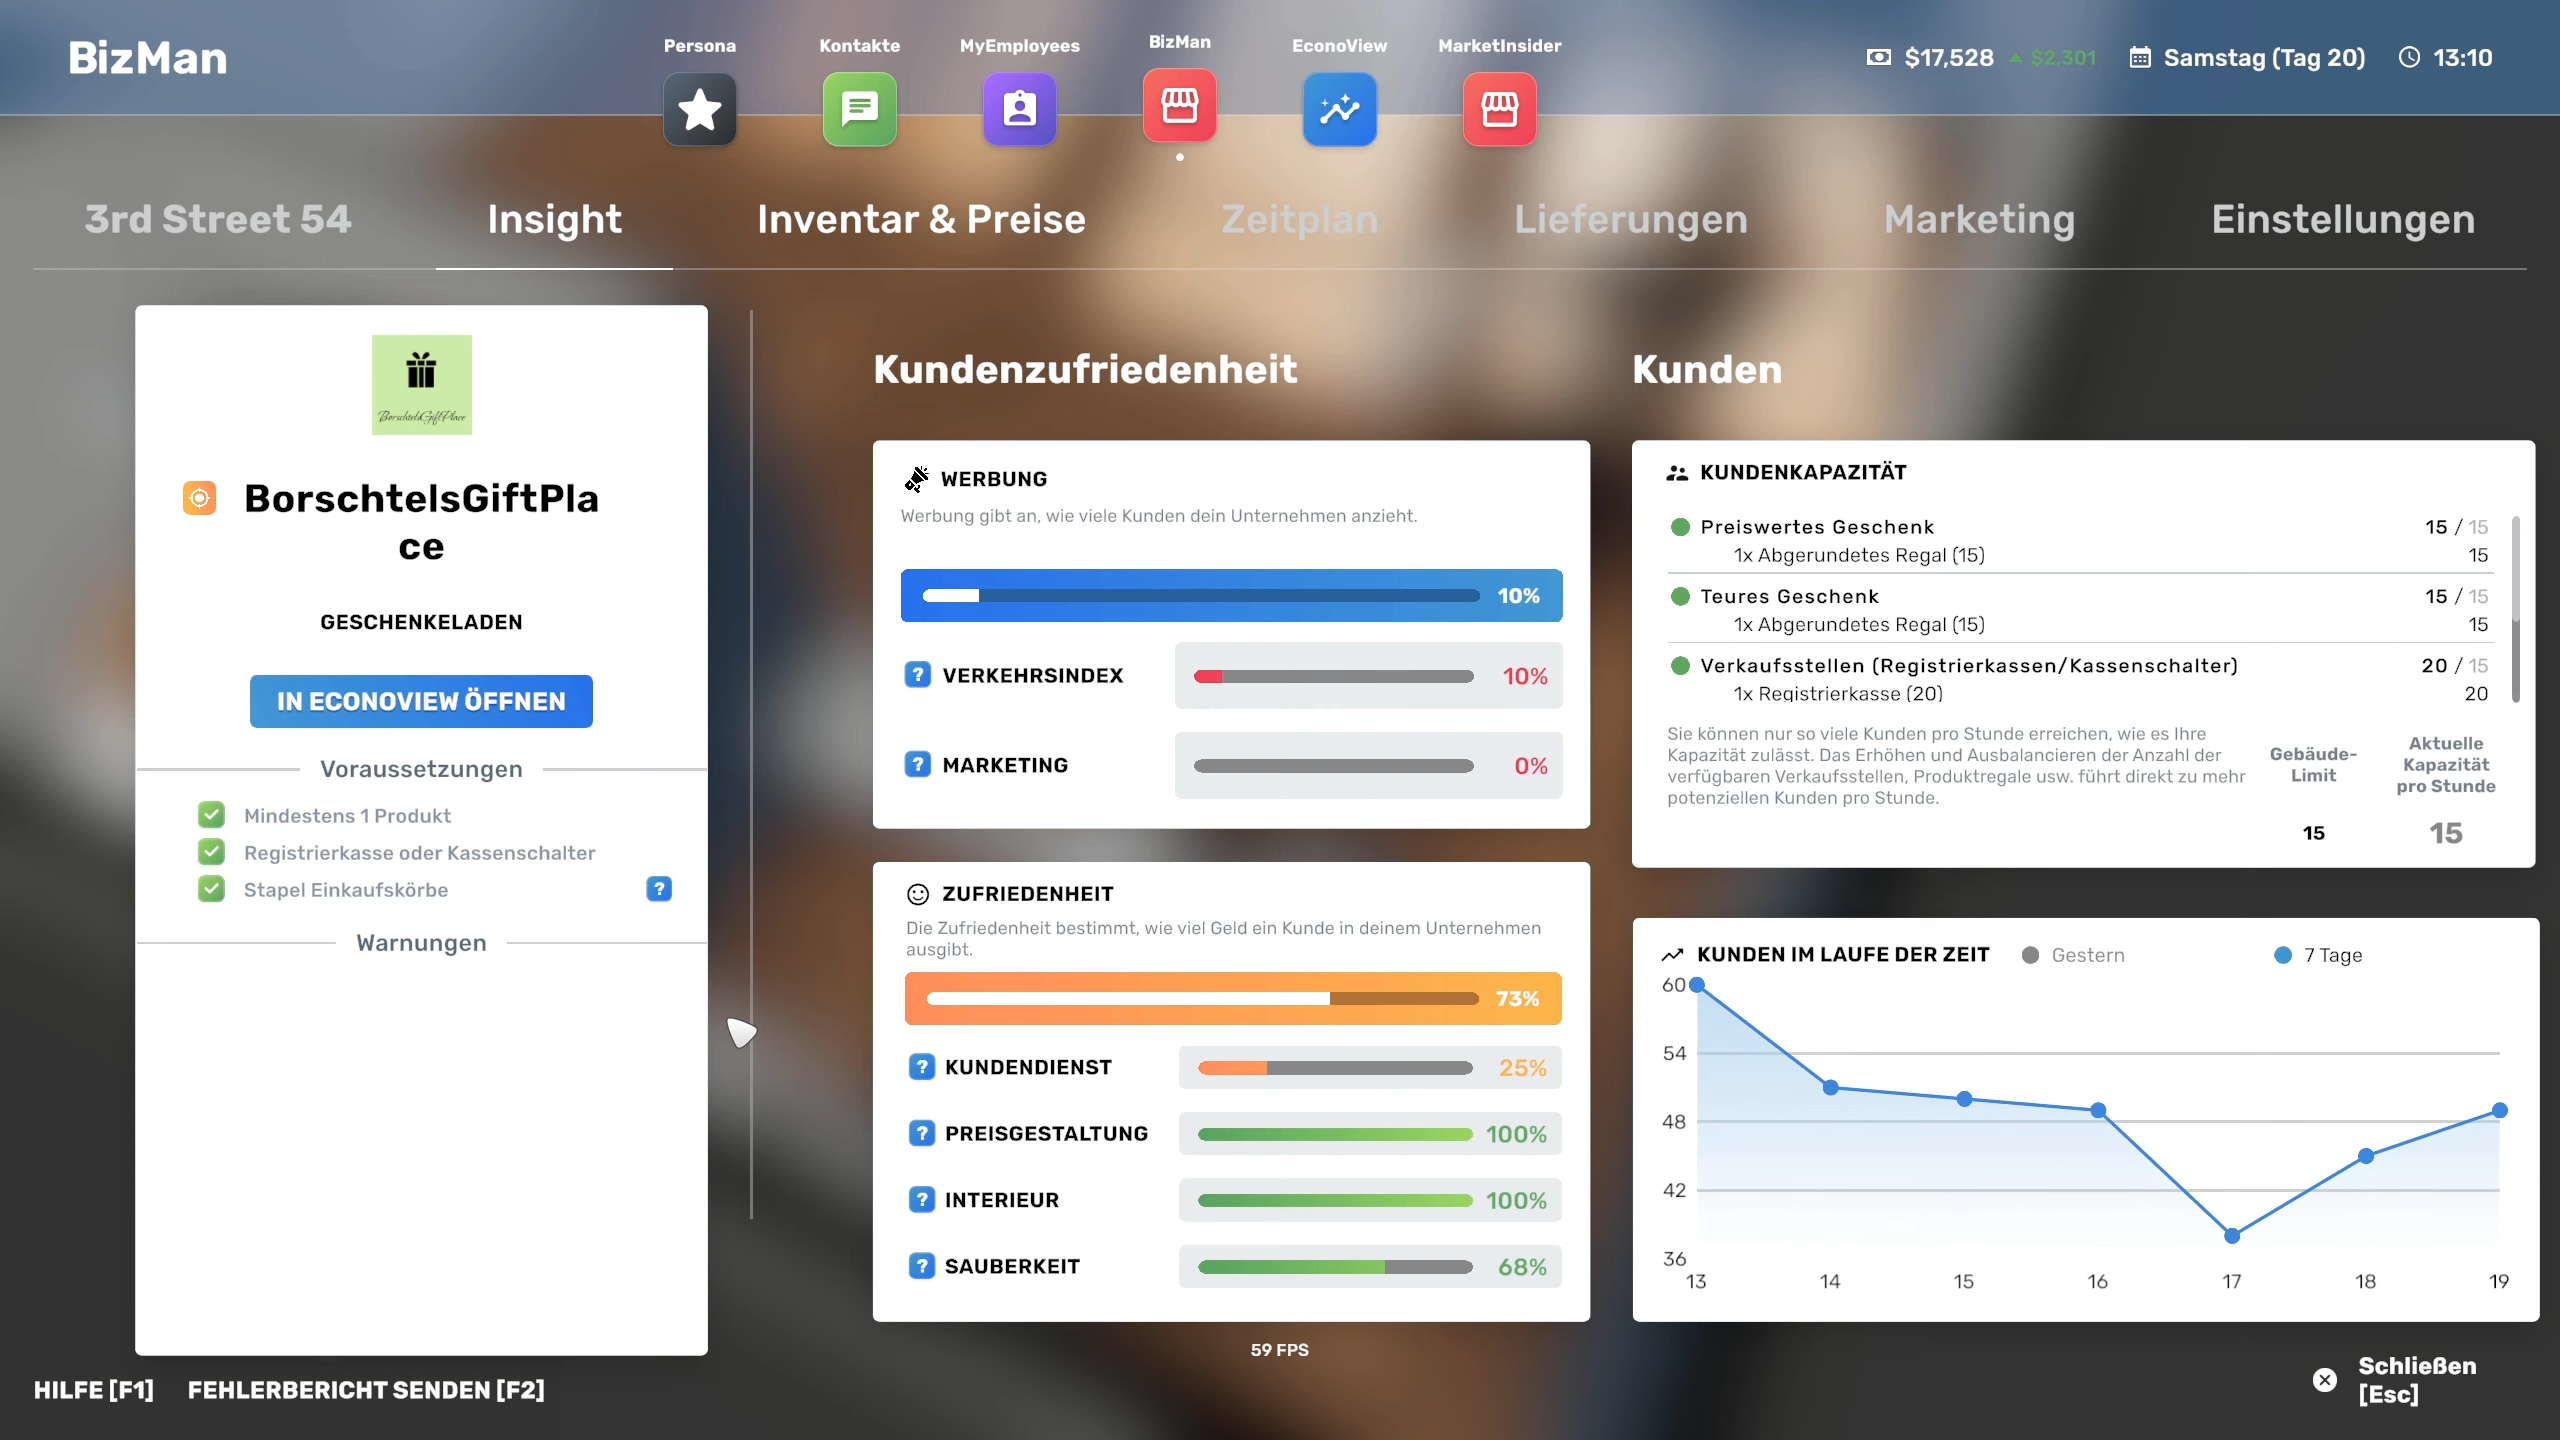 BizMan
Persona
Kontakte
MyEmployees
BizMan
EconoView
MarketInsider
$17,528
$2,301
Samstag (Tag 20)
13:10
3rd Street 54
Insight
Inventar & Preise
Zeitplan
Lieferungen
Marketing
Einstellungen
BorschtelsGiftPlace
BorschtelsGiftPla
ce
GESCHENKELADEN
IN ECONOVIEW ÖFFNEN
Voraussetzungen
Mindestens 1 Produkt
Registrierkasse oder Kassenschalter
Stapel Einkaufskörbe
?
Warnungen
Kundenzufriedenheit
WERBUNG
Werbung gibt an, wie viele Kunden dein Unternehmen anzieht.
10%
? VERKEHRSINDEX 10%
? MARKETING 0%
ZUFRIEDENHEIT
Die Zufriedenheit bestimmt, wie viel Geld ein Kunde in deinem Unternehmen
ausgibt.
73%
? KUNDENDIENST 25%
? PREISGESTALTUNG 100%
? INTERIEUR 100%
? SAUBERKEIT 68%
Kunden
KUNDENKAPAZITÄT
Preiswertes Geschenk 15 / 15
1x Abgerundetes Regal (15) 15
Teures Geschenk 15 / 15
1x Abgerundetes Regal (15) 15
Verkaufsstellen (Registrierkassen/Kassenschalter) 20 / 15
1x Registrierkasse (20) 20
Sie können nur so viele Kunden pro Stunde erreichen, wie es Ihre
Kapazität zulässt. Das Erhöhen und Ausbalancieren der Anzahl der
verfügbaren Verkaufsstellen, Produktregale usw. führt direkt zu mehr
potenziellen Kunden pro Stunde.
Gebäude-
Limit
15
Aktuelle
Kapazität
pro Stunde
15
KUNDEN IM LAUFE DER ZEIT
Gestern
7 Tage
60
54
48
42
36
13 14 15 16 17 18 19
59 FPS
HILFE [F1]
FEHLERBERICHT SENDEN [F2]
Schließen
[Esc]